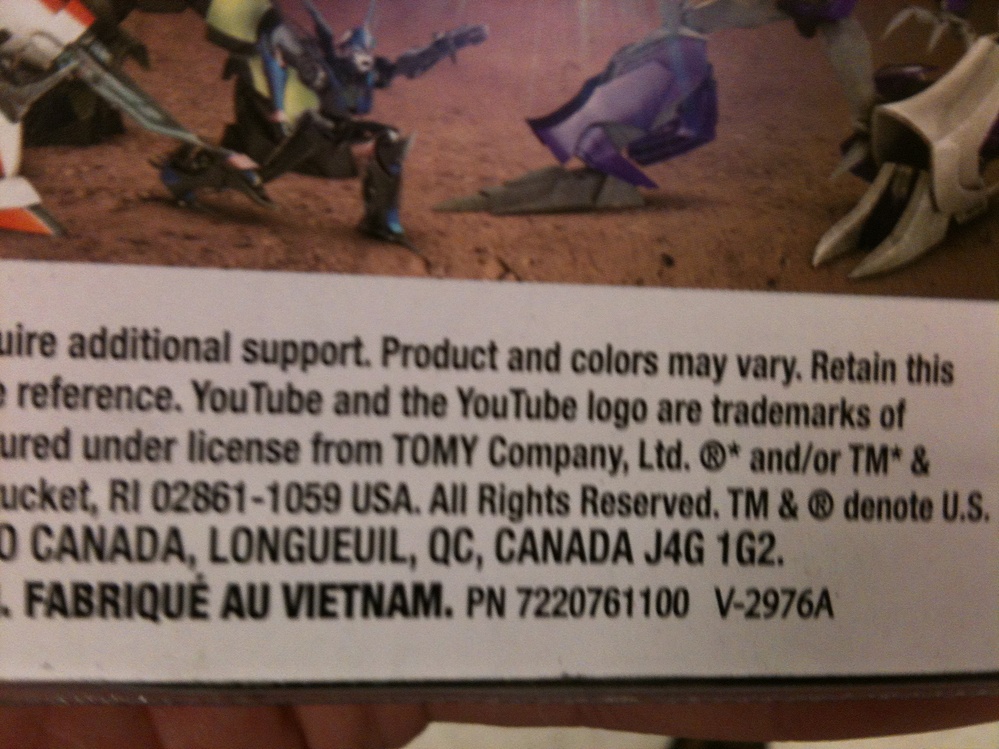 uire additional support. Product and colors may vary. Retain this
e reference. YouTube and the YouTube logo are trademarks of
ured under license from TOMY Company, Ltd. ®* and/or TM* &
ucket, RI 02861-1059 USA. All Rights Reserved. TM & ® denote U.S.
O CANADA, LONGUEUIL, QC, CANADA J4G 1G2.
. FABRIQUÉ AU VIETNAM. PN 7220761100 V-2976A